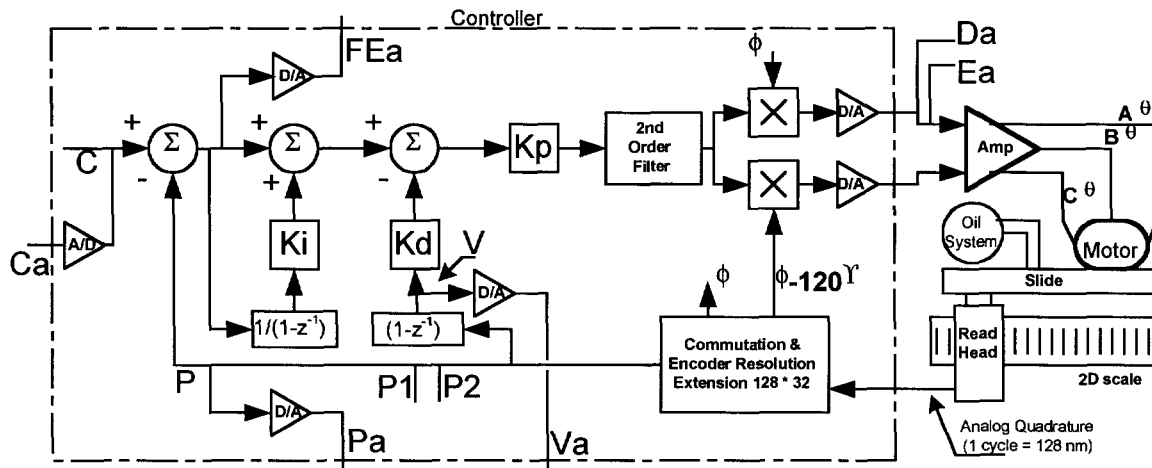 Controller
FEa
D/A
ϕ
Da
Ea
D/A
A θ
B θ
C
+
-
Σ
+
+
Σ
+
-
Σ
Kp
2nd
Order
Filter
×
×
D/A
Amp
C θ
Ca
A/D
Ki
Kd
V
D/A
ϕ
ϕ-120ϒ
Oil
System
Motor
Slide
1/(1-z⁻¹)
(1-z⁻¹)
Commutation &
Encoder Resolution
Extension 128 * 32
Read
Head
2D scale
P
P1
P2
D/A
Pa
Va
Analog Quadrature
(1 cycle = 128 nm)